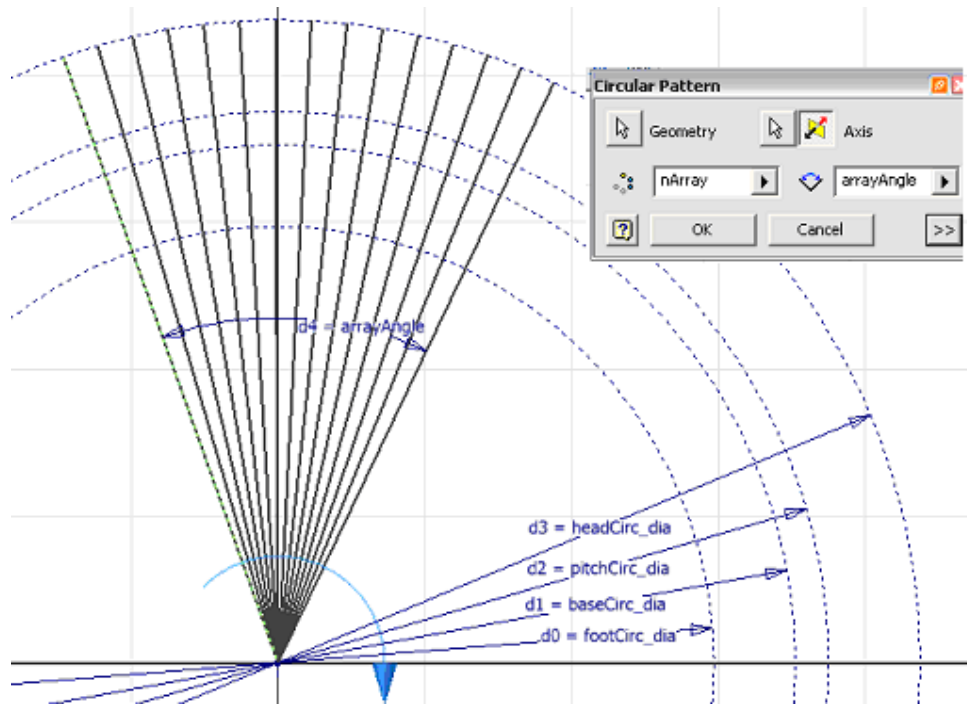 Circular Pattern
Geometry
Axis
nArray
arrayAngle
?
OK
Cancel
>>
d4 = arrayAngle
d3 = headCirc_dia
d2 = pitchCirc_dia
d1 = baseCirc_dia
d0 = footCirc_dia